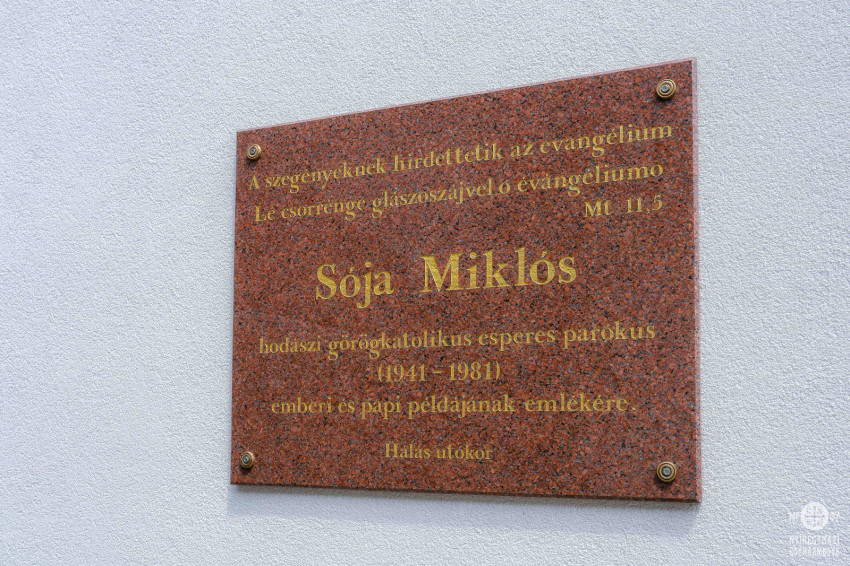 A szegényeknek hirdettetik az evangélium
Le csorrenge glászoszájvel o evangéliumo
Mt 11,5
Sója Miklós
hodászi görögkatolikus esperes parókus
(1941-1981)
emberi és papi példájának emlékére.
Hálás utókor